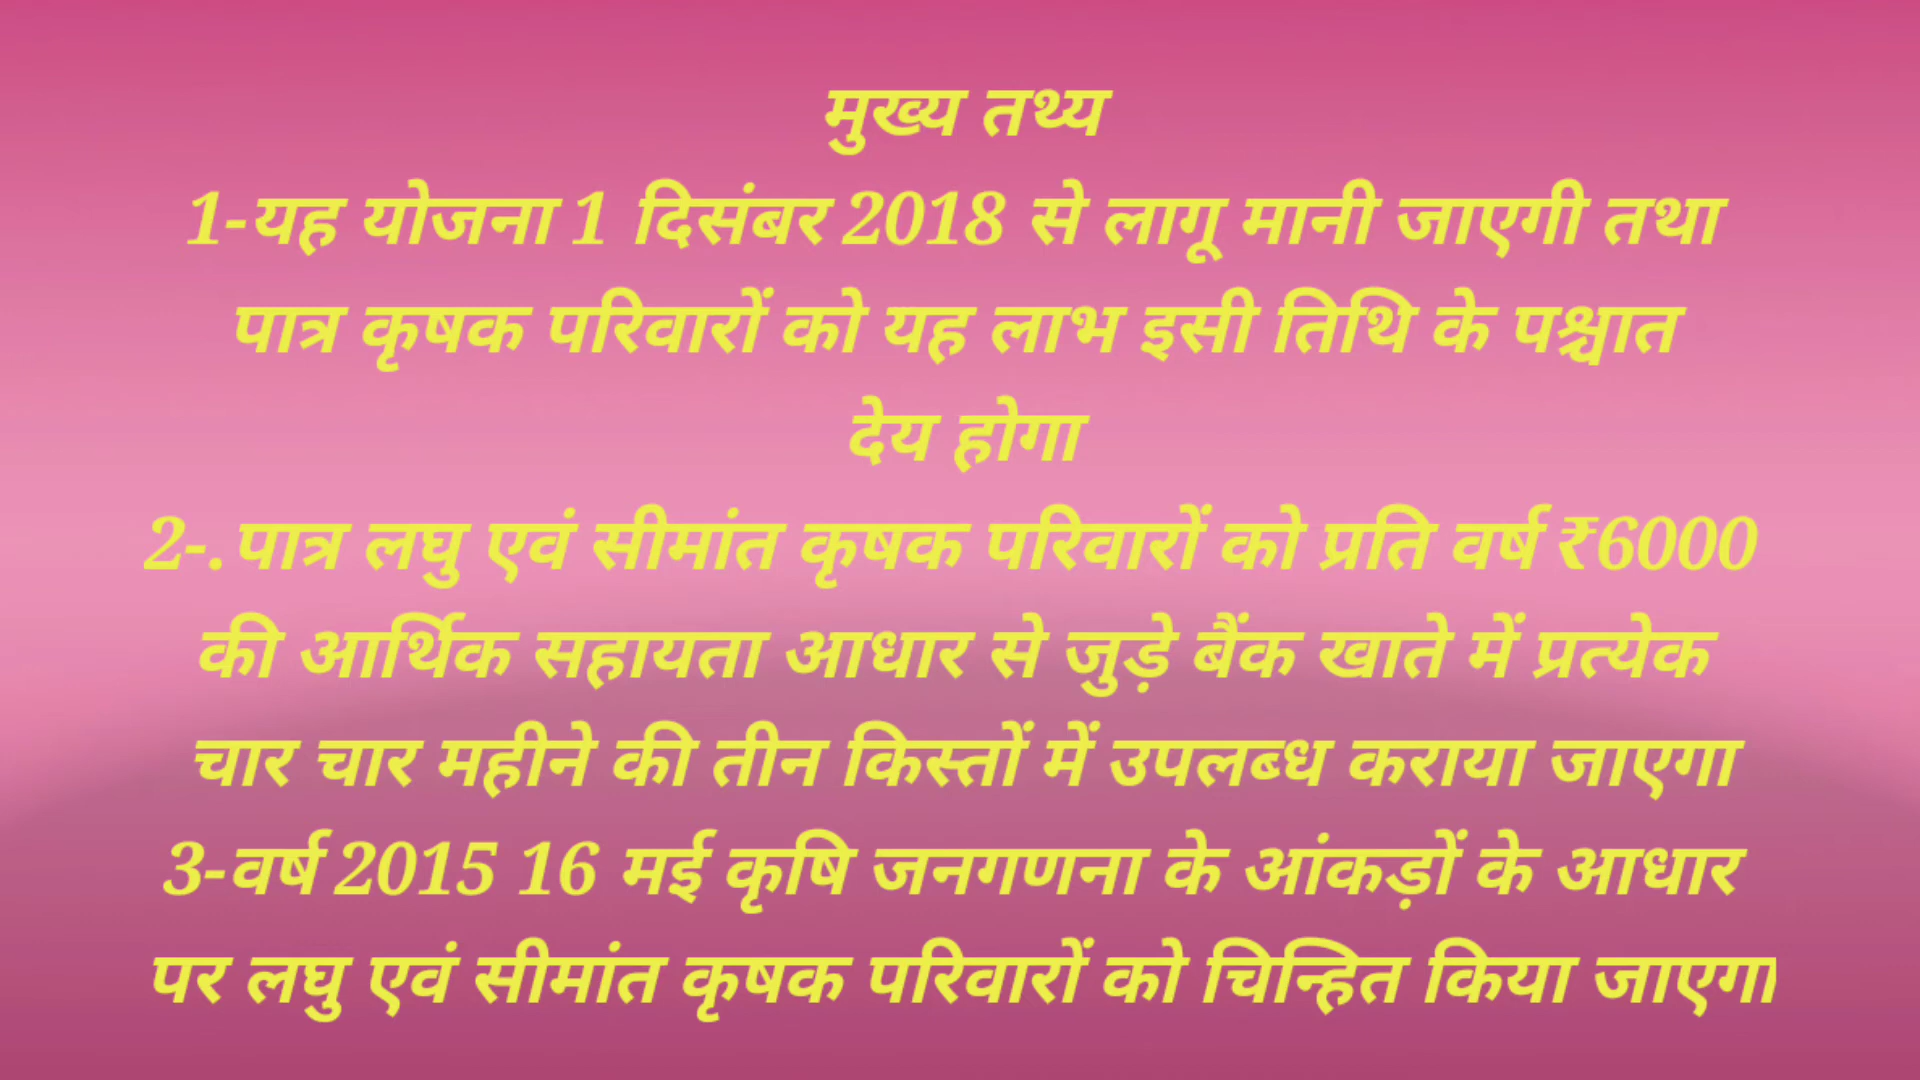 मुख्य तथ्य
1-यह योजना 1 दिसंबर 2018 से लागू मानी जाएगी तथा
पात्र कृषक परिवारों को यह लाभ इसी तिथि के पश्चात
देय होगा
2-.पात्र लघु एवं सीमांत कृषक परिवारों को प्रति वर्ष ₹6000
की आर्थिक सहायता आधार से जुड़े बैंक खाते में प्रत्येक
चार चार महीने की तीन किस्तों में उपलब्ध कराया जाएगा
3-वर्ष 2015 16 मई कृषि जनगणना के आंकड़ों के आधार
पर लघु एवं सीमांत कृषक परिवारों को चिन्हित किया जाएगा